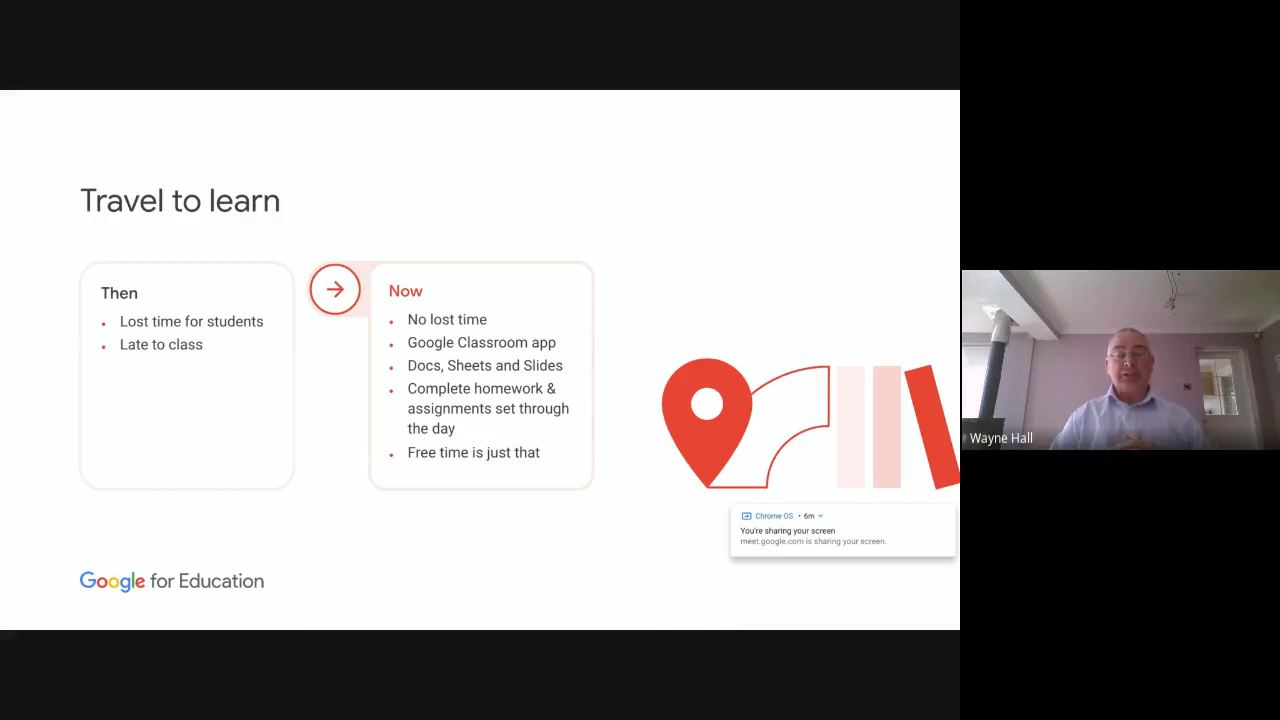 Travel to learn
Then
• Lost time for students
• Late to class
Now
• No lost time
• Google Classroom app
• Docs, Sheets and Slides
• Complete homework &
assignments set through
the day
• Free time is just that
Chrome OS • 6m
You're sharing your screen
meet.google.com is sharing your screen.
Google for Education
Wayne Hall